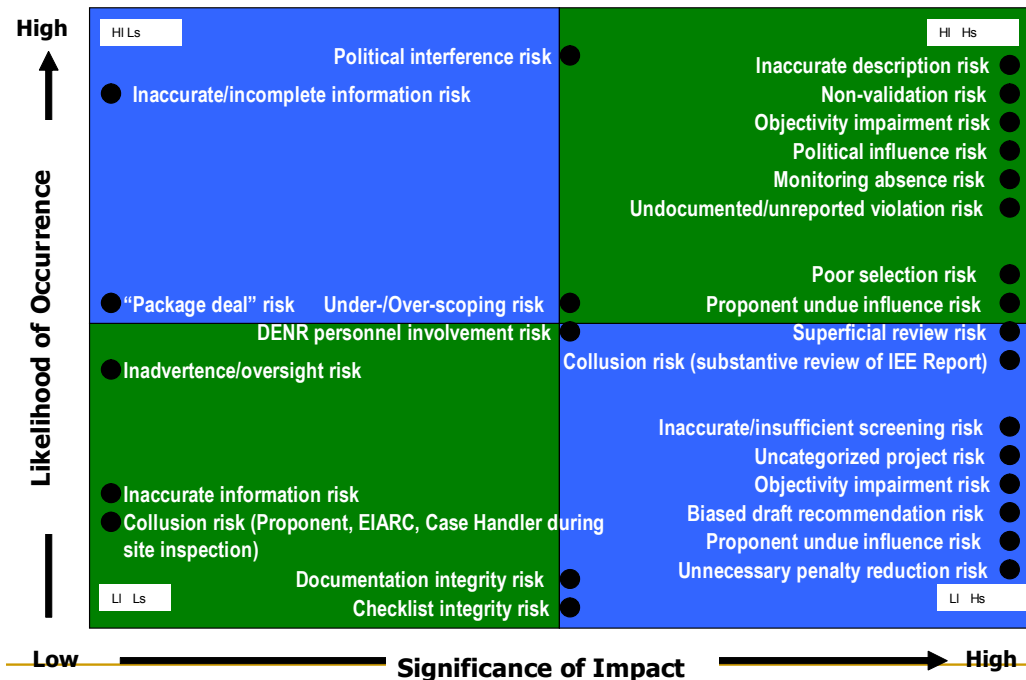 High
Hl Ls
Hl Hs
Political interference risk
Inaccurate description risk
Inaccurate/incomplete information risk
Non-validation risk
Objectivity impairment risk
Political influence risk
Monitoring absence risk
Undocumented/unreported violation risk
Likelihood of Occurrence
Poor selection risk
“Package deal” risk
Under-/Over-scoping risk
Proponent undue influence risk
DENR personnel involvement risk
Superficial review risk
Collusion risk (substantive review of IEE Report)
Inadvertence/oversight risk
Inaccurate/insufficient screening risk
Uncategorized project risk
Objectivity impairment risk
Inaccurate information risk
Biased draft recommendation risk
Collusion risk (Proponent, EIARC, Case Handler during
site inspection)
Proponent undue influence risk
Unnecessary penalty reduction risk
Documentation integrity risk
Checklist integrity risk
Ll Ls
Ll Hs
Low
Significance of Impact
High